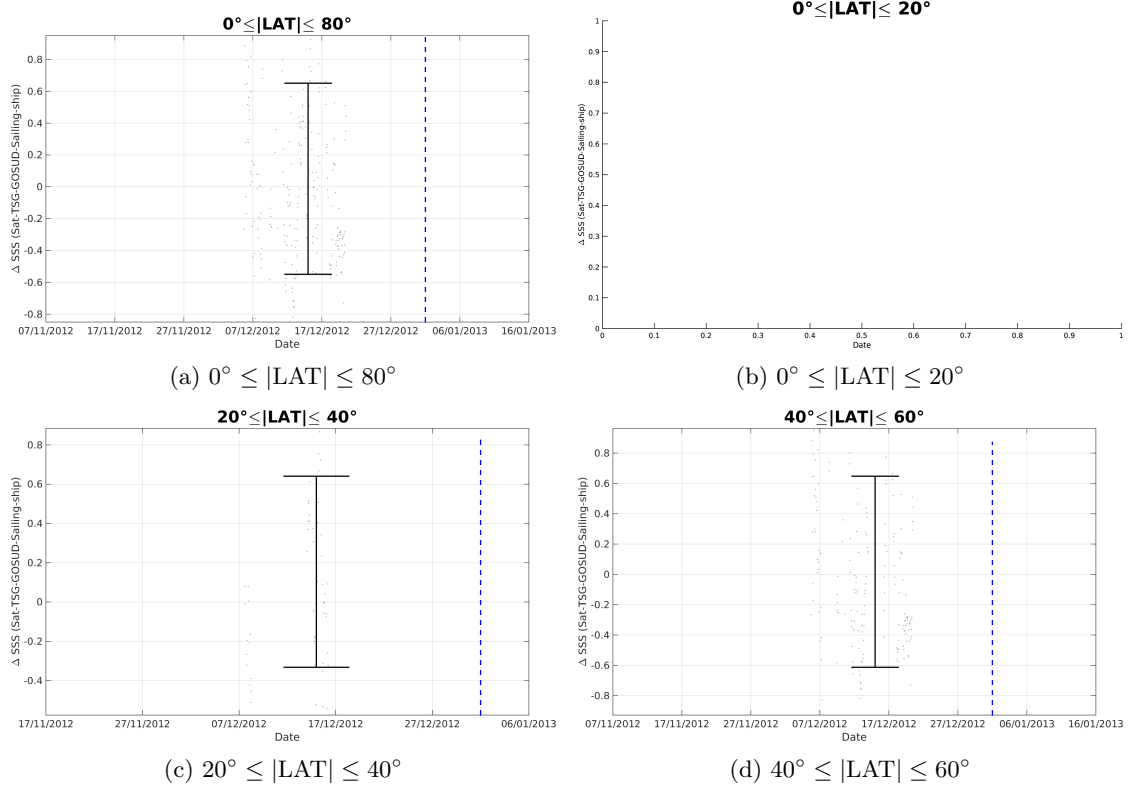 0°≤|LAT|≤ 80°
Δ SSS (Sat-TSG-GOSUD-Sailing-ship)
0.8
0.6
0.4
0.2
0
-0.2
-0.4
-0.6
-0.8
07/11/2012 17/11/2012 27/11/2012 07/12/2012 17/12/2012 27/12/2012 06/01/2013 16/01/2013
Date
(a) 0° ≤ |LAT| ≤ 80°
0°≤|LAT|≤ 20°
Δ SSS (Sat-TSG-GOSUD-Sailing-ship)
1
0.9
0.8
0.7
0.6
0.5
0.4
0.3
0.2
0.1
0
0 0.1 0.2 0.3 0.4 0.5 0.6 0.7 0.8 0.9 1
Date
(b) 0° ≤ |LAT| ≤ 20°
20°≤|LAT|≤ 40°
Δ SSS (Sat-TSG-GOSUD-Sailing-ship)
0.8
0.6
0.4
0.2
0
-0.2
-0.4
17/11/2012 27/11/2012 07/12/2012 17/12/2012 27/12/2012 06/01/2013
Date
(c) 20° ≤ |LAT| ≤ 40°
40°≤|LAT|≤ 60°
Δ SSS (Sat-TSG-GOSUD-Sailing-ship)
0.8
0.6
0.4
0.2
0
-0.2
-0.4
-0.6
-0.8
07/11/2012 17/11/2012 27/11/2012 07/12/2012 17/12/2012 27/12/2012 06/01/2013 16/01/2013
Date
(d) 40° ≤ |LAT| ≤ 60°